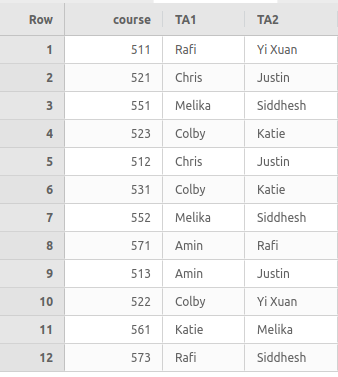 Row course TA1 TA2
1 511 Rafi Yi Xuan
2 521 Chris Justin
3 551 Melika Siddhesh
4 523 Colby Katie
5 512 Chris Justin
6 531 Colby Katie
7 552 Melika Siddhesh
8 571 Amin Rafi
9 513 Amin Justin
10 522 Colby Yi Xuan
11 561 Katie Melika
12 573 Rafi Siddhesh